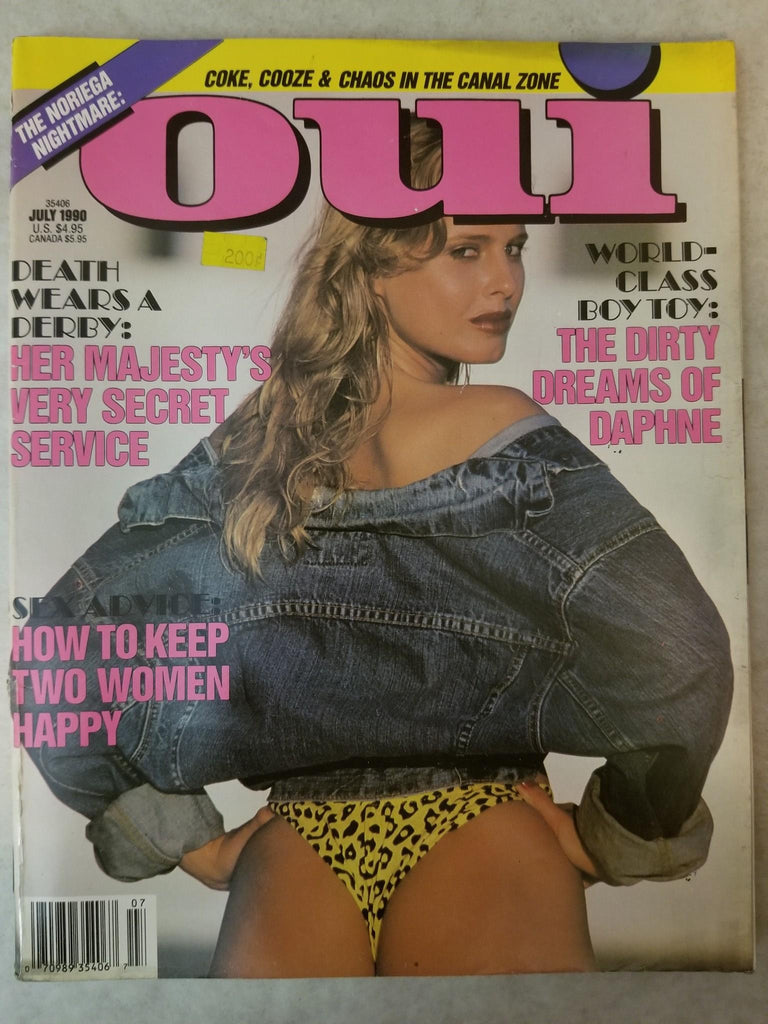 COKE, COOZE & CHAOS IN THE CANAL ZONE
THE NORIEGA
NIGHTMARE:
oui
35406
JULY 1990
U.S. $4.95
CANADA $5.95
200¢
DEATH
WEARS A
DERBY:
HER MAJESTY'S
VERY SECRET
SERVICE
WORLD-
CLASS
BOY TOY:
THE DIRTY
DREAMS OF
DAPHNE
SEX ADVICE:
HOW TO KEEP
TWO WOMEN
HAPPY
07
0 70989 35406 7